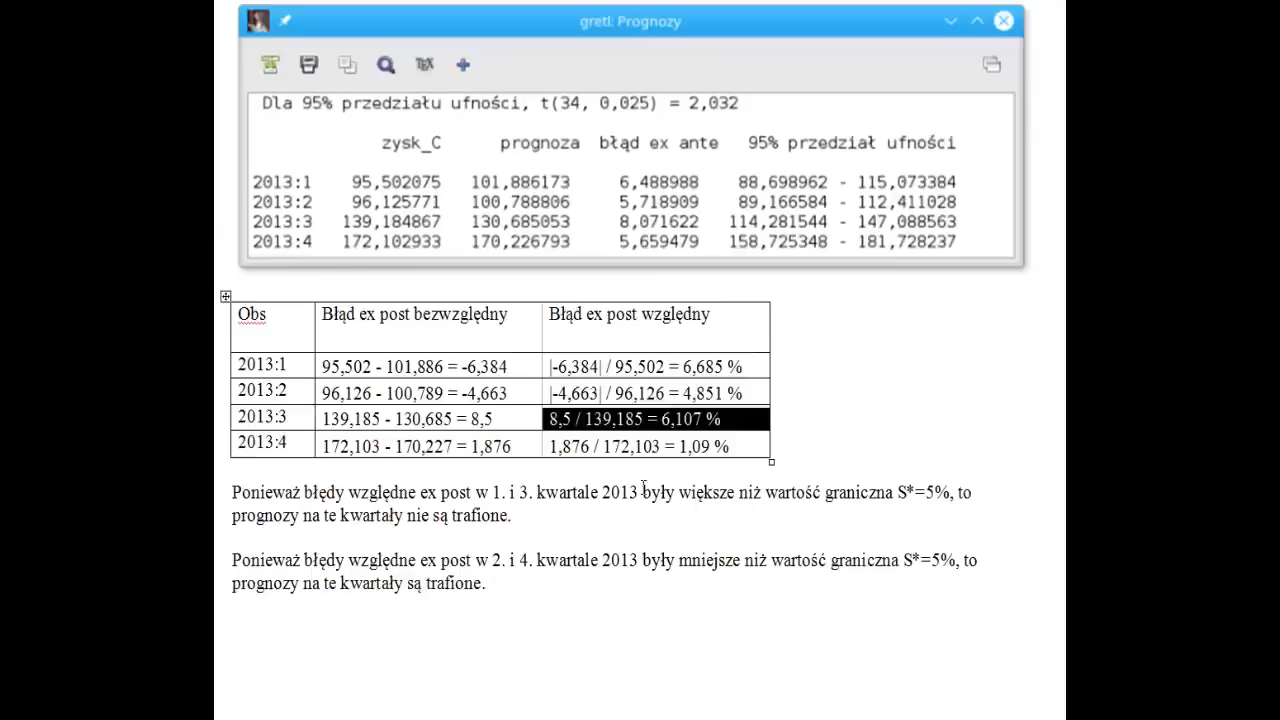 gretl: Prognozy
TEX
Dla 95% przedziału ufności, t(34, 0,025) = 2,032
zysk_C prognoza błąd ex ante 95% przedział ufności
2013:1 95,502075 101,886173 6,488988 88,698962 - 115,073384
2013:2 96,125771 100,788806 5,718909 89,166584 - 112,411028
2013:3 139,184867 130,685053 8,071622 114,281544 - 147,088563
2013:4 172,102933 170,226793 5,659479 158,725348 - 181,728237
Obs Błąd ex post bezwzględny Błąd ex post względny
2013:1 95,502 - 101,886 = -6,384 |-6,384| / 95,502 = 6,685 %
2013:2 96,126 - 100,789 = -4,663 |-4,663| / 96,126 = 4,851 %
2013:3 139,185 - 130,685 = 8,5 8,5 / 139,185 = 6,107 %
2013:4 172,103 - 170,227 = 1,876 1,876 / 172,103 = 1,09 %
Ponieważ błędy względne ex post w 1. i 3. kwartale 2013 były większe niż wartość graniczna S*=5%, to
prognozy na te kwartały nie są trafione.
Ponieważ błędy względne ex post w 2. i 4. kwartale 2013 były mniejsze niż wartość graniczna S*=5%, to
prognozy na te kwartały są trafione.